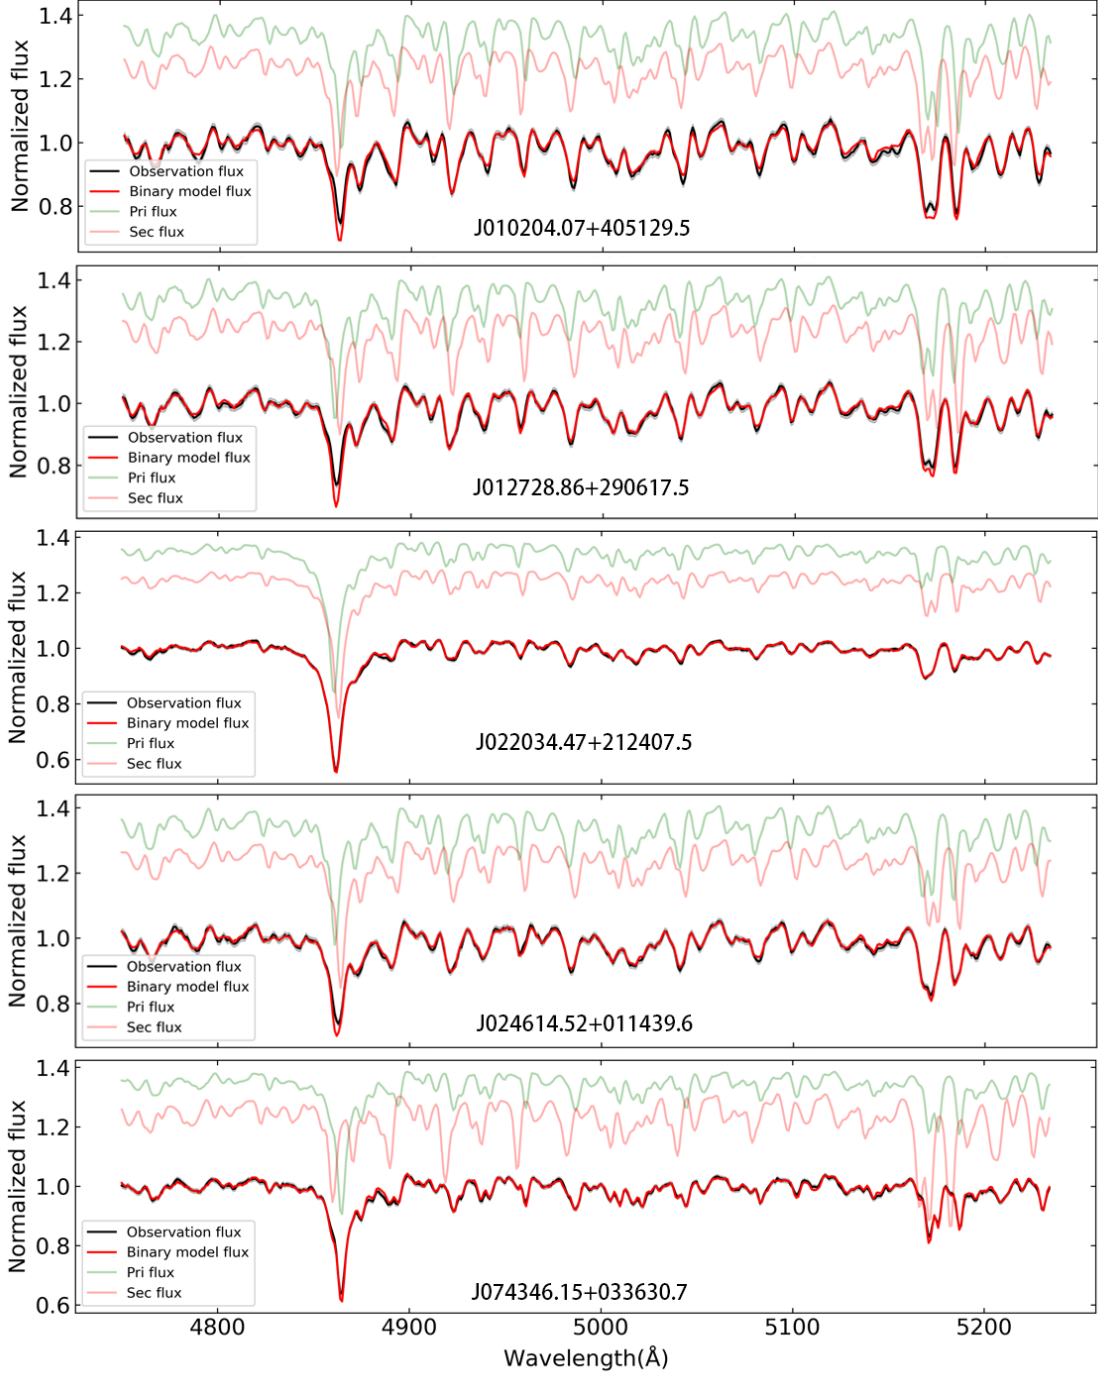 Normalized flux
1.4
1.2
1.0
0.8
Observation flux
Binary model flux
Pri flux
Sec flux
J010204.07+405129.5
Normalized flux
1.4
1.2
1.0
0.8
Observation flux
Binary model flux
Pri flux
Sec flux
J012728.86+290617.5
Normalized flux
1.4
1.2
1.0
0.8
0.6
Observation flux
Binary model flux
Pri flux
Sec flux
J022034.47+212407.5
Normalized flux
1.4
1.2
1.0
0.8
Observation flux
Binary model flux
Pri flux
Sec flux
J024614.52+011439.6
Normalized flux
1.4
1.2
1.0
0.8
0.6
Observation flux
Binary model flux
Pri flux
Sec flux
J074346.15+033630.7
4800 4900 5000 5100 5200
Wavelength(Å)